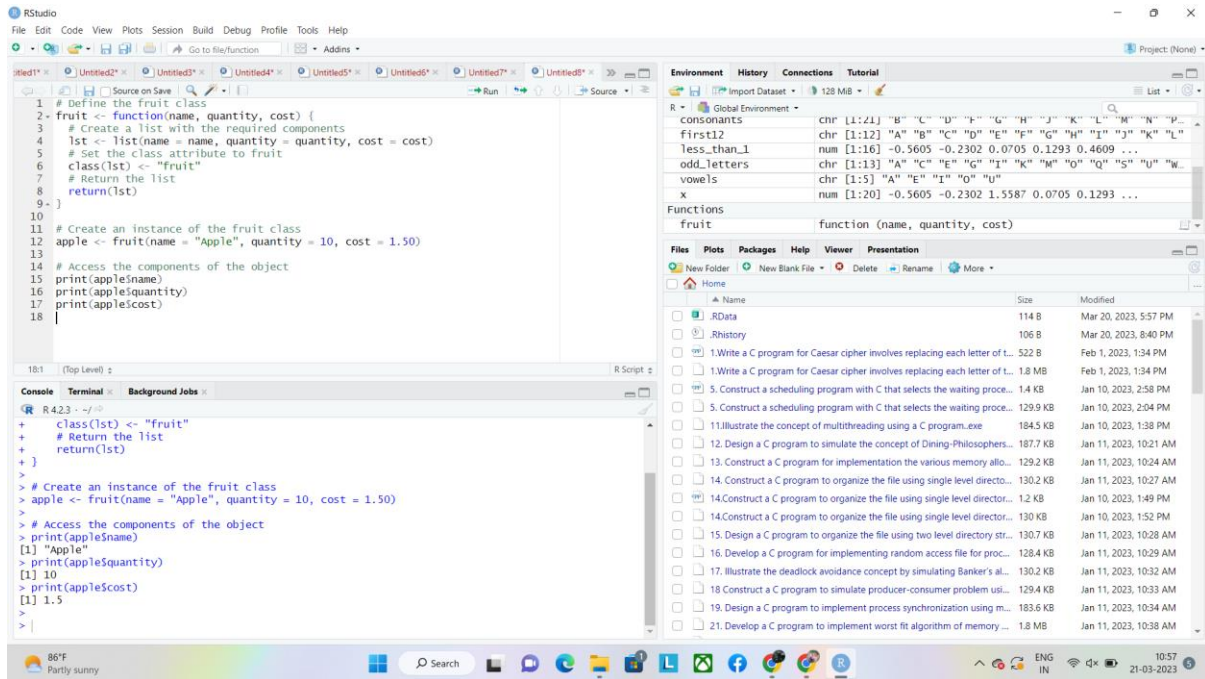 RStudio
File Edit Code View Plots Session Build Debug Profile Tools Help
Go to file/function Addins Project: (None)
Untitled2* Untitled3* Untitled4* Untitled5* Untitled6* Untitled7* Untitled8*
Source on Save Run Source
1 # Define the fruit class
2 fruit <- function(name, quantity, cost) {
3 # Create a list with the required components
4 lst <- list(name = name, quantity = quantity, cost = cost)
5 # Set the class attribute to fruit
6 class(lst) <- "fruit"
7 # Return the list
8 return(lst)
9 }
10
11 # Create an instance of the fruit class
12 apple <- fruit(name = "Apple", quantity = 10, cost = 1.50)
13
14 # Access the components of the object
15 print(apple$name)
16 print(apple$quantity)
17 print(apple$cost)
18
18:1 (Top Level) R Script
Console Terminal Background Jobs
R 4.2.3 · ~/
+ class(lst) <- "fruit"
+ # Return the list
+ return(lst)
+ }
>
> # Create an instance of the fruit class
> apple <- fruit(name = "Apple", quantity = 10, cost = 1.50)
>
> # Access the components of the object
> print(apple$name)
[1] "Apple"
> print(apple$quantity)
[1] 10
> print(apple$cost)
[1] 1.5
>
>
Environment History Connections Tutorial
Import Dataset 128 MiB List
R Global Environment
consonants chr [1:21] "B" "C" "D" "F" "G" "H" "J" "K" "L" "M" "N" "P…
first12 chr [1:12] "A" "B" "C" "D" "E" "F" "G" "H" "I" "J" "K" "L"
less_than_1 num [1:16] -0.5605 -0.2302 0.0705 0.1293 0.4609 ...
odd_letters chr [1:13] "A" "C" "E" "G" "I" "K" "M" "O" "Q" "S" "U" "W…
vowels chr [1:5] "A" "E" "I" "O" "U"
x num [1:20] -0.5605 -0.2302 1.5587 0.0705 0.1293 ...
Functions
fruit function (name, quantity, cost)
Files Plots Packages Help Viewer Presentation
New Folder New Blank File Delete Rename More
Home
Name Size Modified
.RData 114 B Mar 20, 2023, 5:57 PM
.Rhistory 106 B Mar 20, 2023, 8:40 PM
1.Write a C program for Caesar cipher involves replacing each letter of t... 522 B Feb 1, 2023, 1:34 PM
1.Write a C program for Caesar cipher involves replacing each letter of t... 1.8 MB Feb 1, 2023, 1:34 PM
5. Construct a scheduling program with C that selects the waiting proce... 1.4 KB Jan 10, 2023, 2:58 PM
5. Construct a scheduling program with C that selects the waiting proce... 129.9 KB Jan 10, 2023, 2:04 PM
11.Illustrate the concept of multithreading using a C program..exe 184.5 KB Jan 10, 2023, 1:38 PM
12. Design a C program to simulate the concept of Dining-Philosophers... 187.7 KB Jan 11, 2023, 10:21 AM
13. Construct a C program for implementation the various memory allo... 129.2 KB Jan 11, 2023, 10:24 AM
14. Construct a C program to organize the file using single level directo... 130.2 KB Jan 11, 2023, 10:27 AM
14.Construct a C program to organize the file using single level director... 1.2 KB Jan 10, 2023, 1:49 PM
14.Construct a C program to organize the file using single level director... 130 KB Jan 10, 2023, 1:52 PM
15. Design a C program to organize the file using two level directory str... 130.7 KB Jan 11, 2023, 10:28 AM
16. Develop a C program for implementing random access file for proc... 128.4 KB Jan 11, 2023, 10:29 AM
17. Illustrate the deadlock avoidance concept by simulating Banker's al... 130.2 KB Jan 11, 2023, 10:32 AM
18 Construct a C program to simulate producer-consumer problem usi... 129.4 KB Jan 11, 2023, 10:33 AM
19. Design a C program to implement process synchronization using m... 183.6 KB Jan 11, 2023, 10:34 AM
21. Develop a C program to implement worst fit algorithm of memory ... 1.8 MB Jan 11, 2023, 10:38 AM
86°F
Partly sunny
Search
ENG
IN
10:57
21-03-2023
5